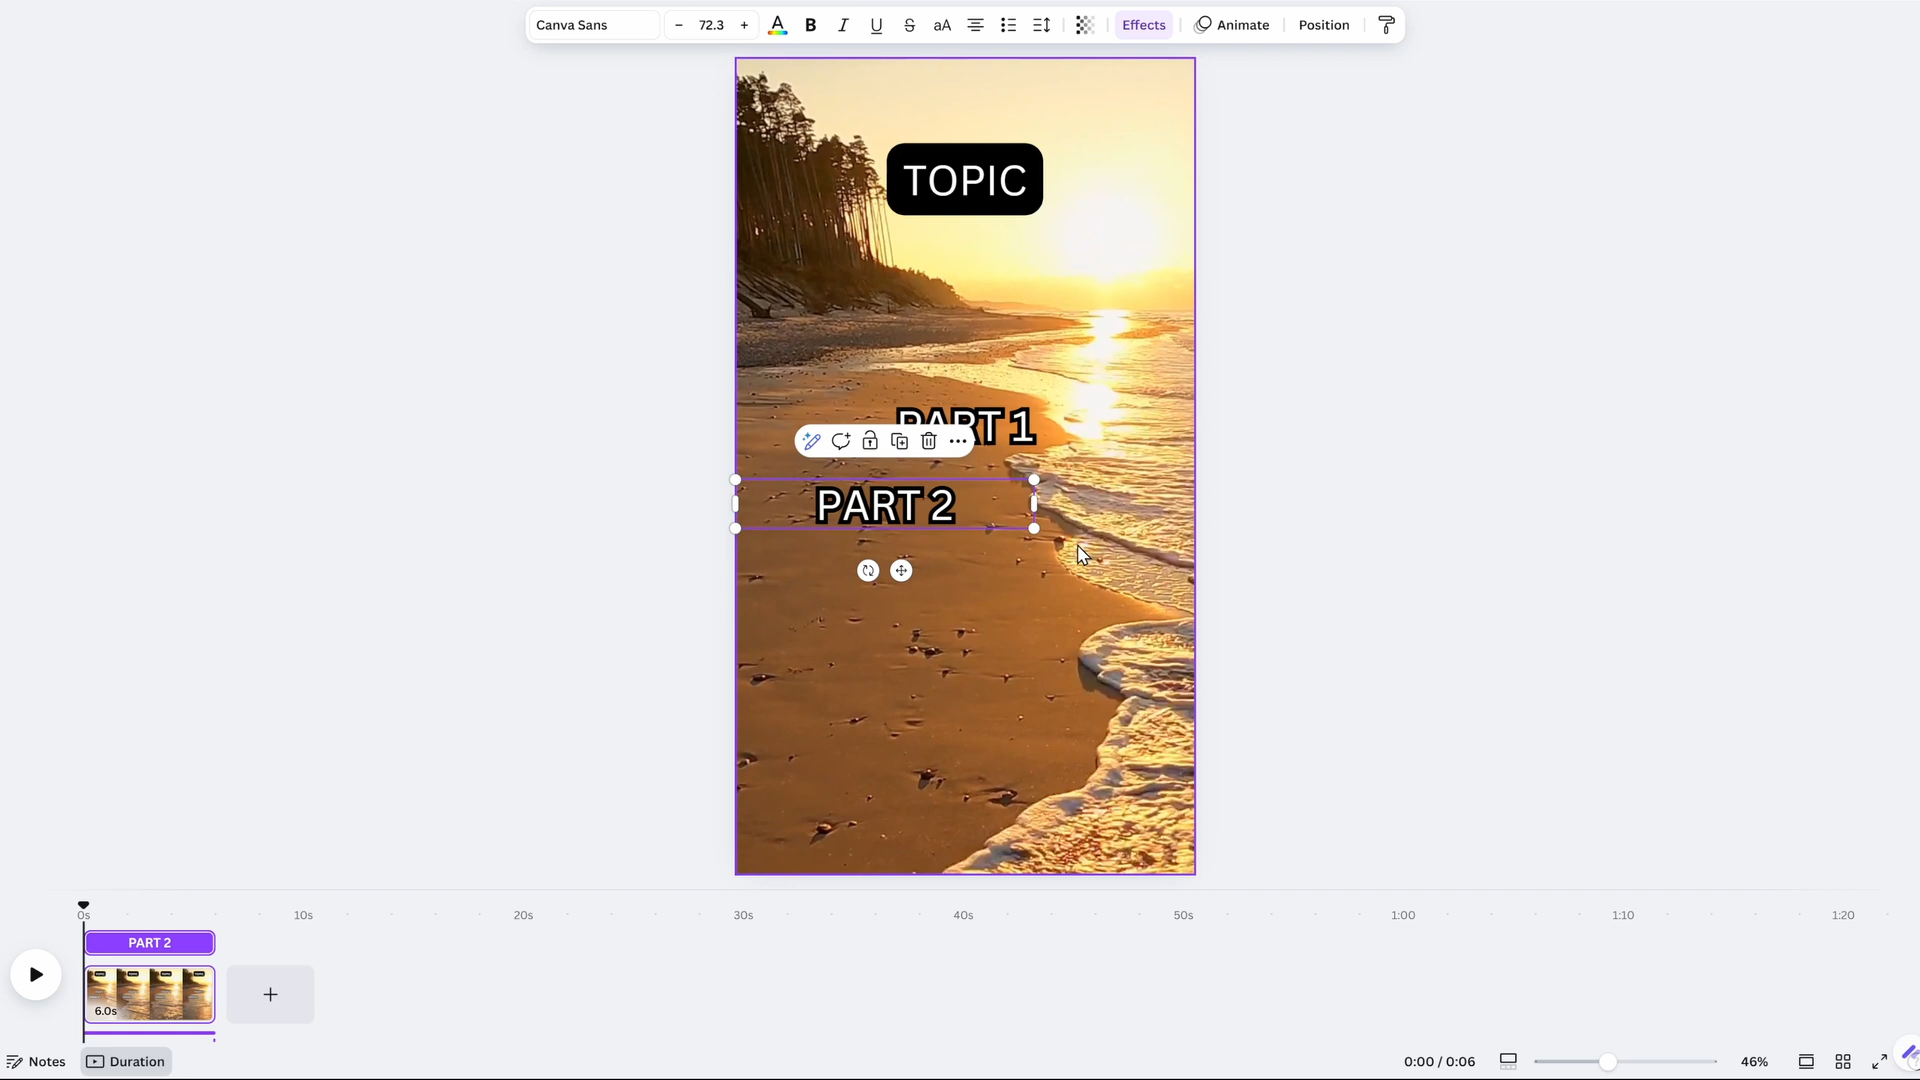 Canva Sans
− 72.3 +
A B I U S aA
Effects
Animate
Position
TOPIC
PART 1
PART 2
0s 10s 20s 30s 40s 50s 1:00 1:10 1:20
PART 2
6.0s
Notes
Duration
0:00 / 0:06
46%